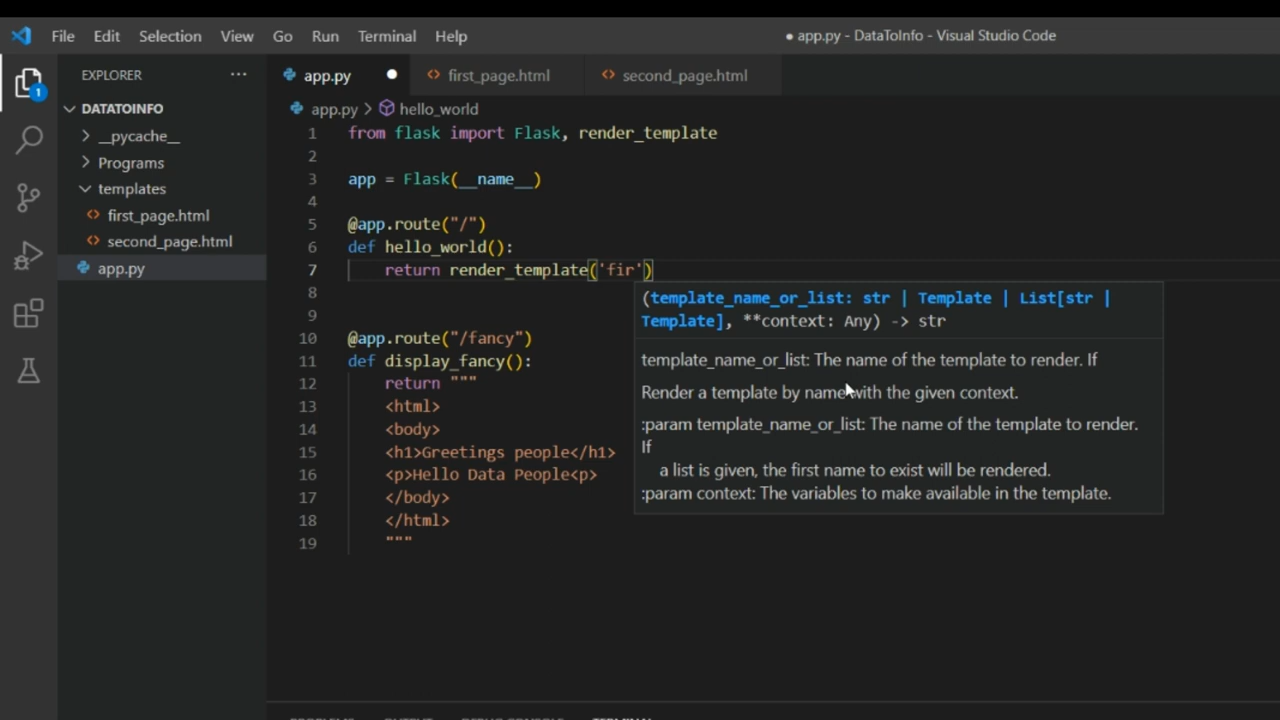 File Edit Selection View Go Run Terminal Help
● app.py - DataToInfo - Visual Studio Code
EXPLORER ...
app.py
first_page.html
second_page.html
1
DATATOINFO
__pycache__
Programs
templates
first_page.html
second_page.html
app.py
app.py > hello_world
1 from flask import Flask, render_template
2
3 app = Flask(__name__)
4
5 @app.route("/")
6 def hello_world():
7 return render_template('fir')
8
9
10 @app.route("/fancy")
11 def display_fancy():
12 return """
13 <html>
14 <body>
15 <h1>Greetings people</h1>
16 <p>Hello Data People<p>
17 </body>
18 </html>
19 """
(template_name_or_list: str | Template | List[str |
Template], **context: Any) -> str
template_name_or_list: The name of the template to render. If
Render a template by name with the given context.
:param template_name_or_list: The name of the template to render.
If
a list is given, the first name to exist will be rendered.
:param context: The variables to make available in the template.